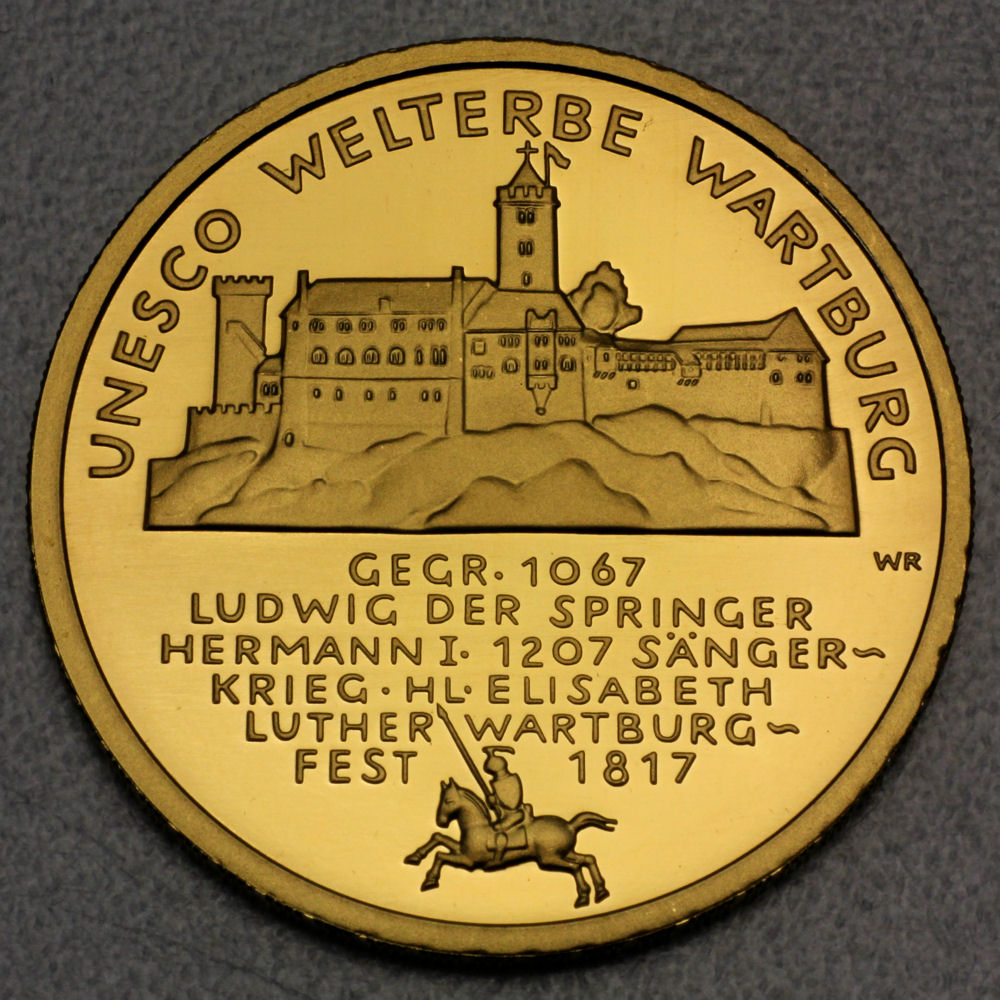 UNESCO WELTERBE WARTBURG
WR
GEGR. 1067
LUDWIG DER SPRINGER
HERMANN I· 1207 SÄNGER~
KRIEG · HL· ELISABETH
LUTHER WARTBURG~
FEST 1817